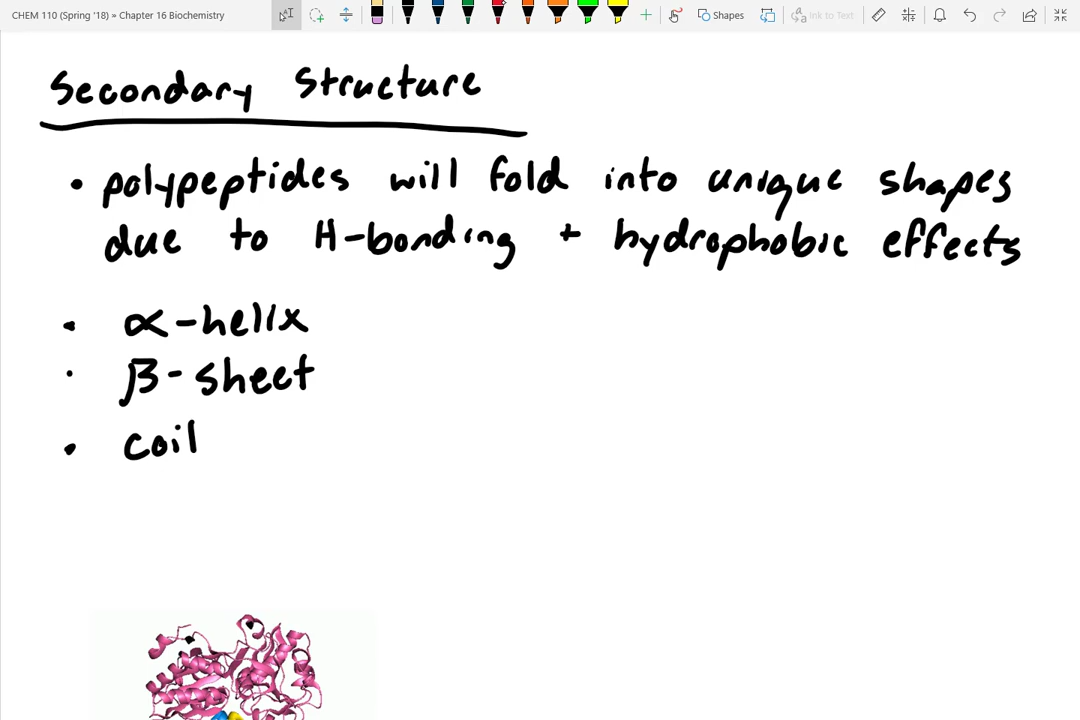 CHEM 110 (Spring '18) » Chapter 16 Biochemistry
Shapes
Ink to Text
Secondary Structure
• polypeptides will fold into unique shapes
due to H-bonding + hydrophobic effects
• α-helix
• β-sheet
• coil